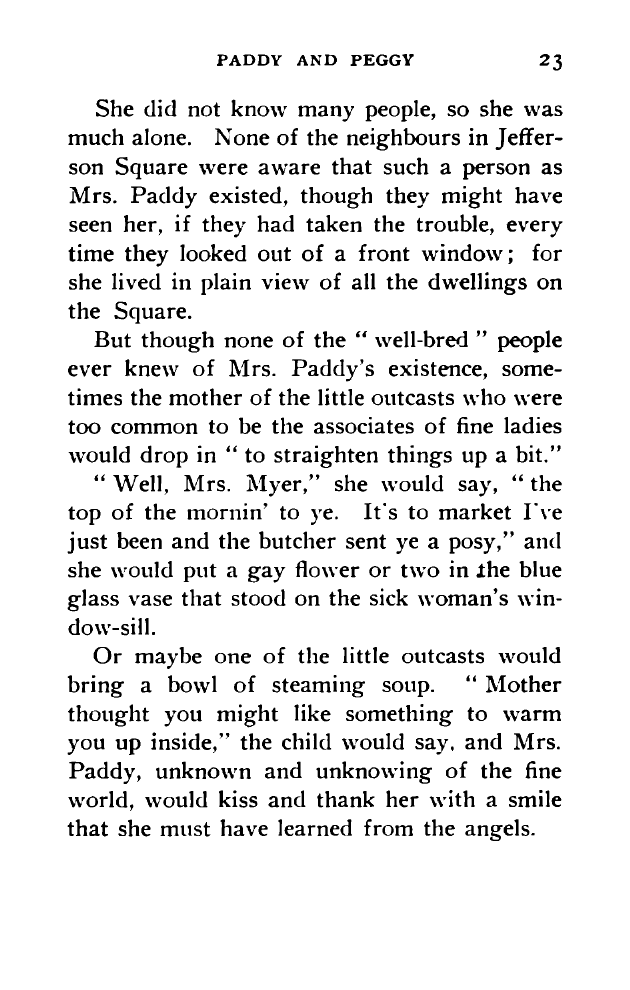 PADDY AND PEGGY 23
She did not know many people, so she was
much alone. None of the neighbours in Jeffer-
son Square were aware that such a person as
Mrs. Paddy existed, though they might have
seen her, if they had taken the trouble, every
time they looked out of a front window; for
she lived in plain view of all the dwellings on
the Square.
But though none of the “ well-bred ” people
ever knew of Mrs. Paddy’s existence, some-
times the mother of the little outcasts who were
too common to be the associates of fine ladies
would drop in “ to straighten things up a bit.”
“ Well, Mrs. Myer,” she would say, “ the
top of the mornin’ to ye. It's to market I've
just been and the butcher sent ye a posy,” and
she would put a gay flower or two in the blue
glass vase that stood on the sick woman’s win-
dow-sill.
Or maybe one of the little outcasts would
bring a bowl of steaming soup. “ Mother
thought you might like something to warm
you up inside,” the child would say, and Mrs.
Paddy, unknown and unknowing of the fine
world, would kiss and thank her with a smile
that she must have learned from the angels.